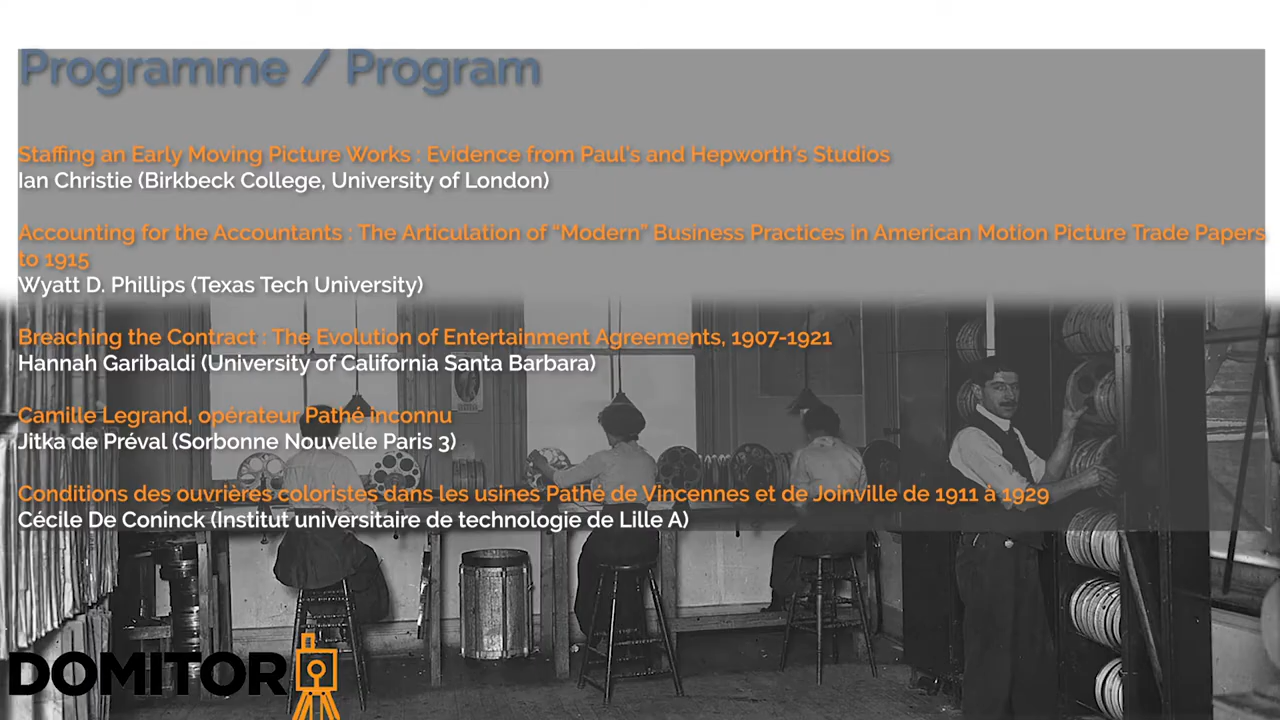 Programme / Program
Staffing an Early Moving Picture Works : Evidence from Paul's and Hepworth's Studios
Ian Christie (Birkbeck College, University of London)
Accounting for the Accountants : The Articulation of “Modern” Business Practices in American Motion Picture Trade Papers
to 1915
Wyatt D. Phillips (Texas Tech University)
Breaching the Contract : The Evolution of Entertainment Agreements, 1907-1921
Hannah Garibaldi (University of California Santa Barbara)
Camille Legrand, opérateur Pathé inconnu
Jitka de Préval (Sorbonne Nouvelle Paris 3)
Conditions des ouvrières coloristes dans les usines Pathé de Vincennes et de Joinville de 1911 à 1929
Cécile De Coninck (Institut universitaire de technologie de Lille A)
DOMITOR